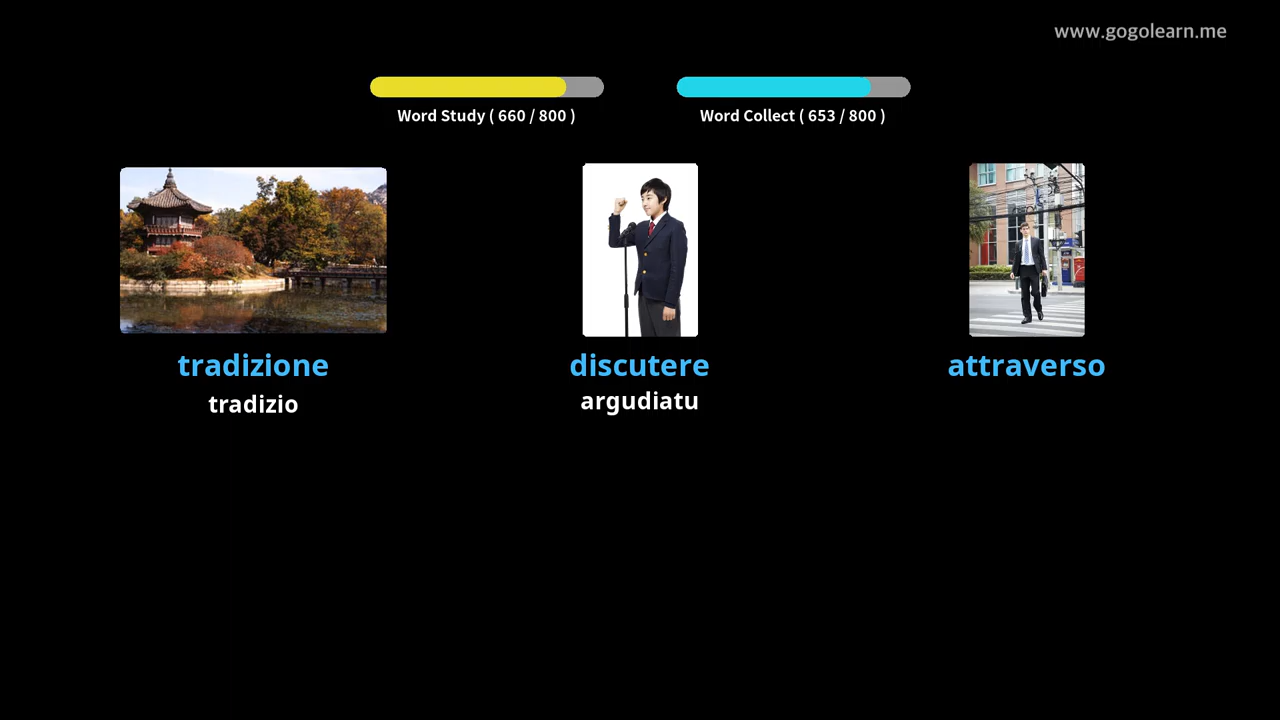 www.gogolearn.me
Word Study ( 660 / 800 )
Word Collect ( 653 / 800 )
tradizione
discutere
attraverso
tradizio
argudiatu